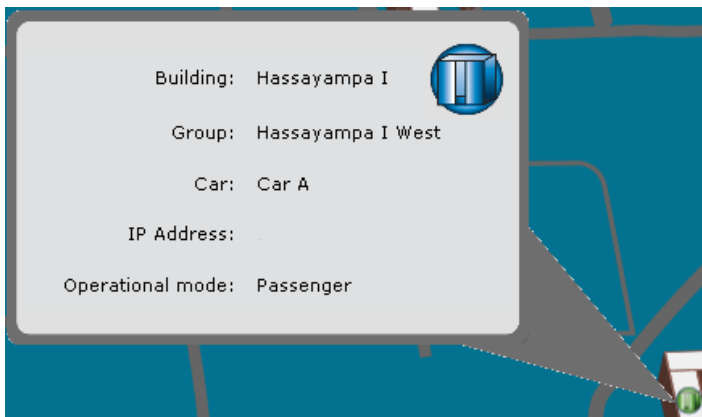 Building: Hassayampa I
Group: Hassayampa I West
Car: Car A
IP Address:
Operational mode: Passenger